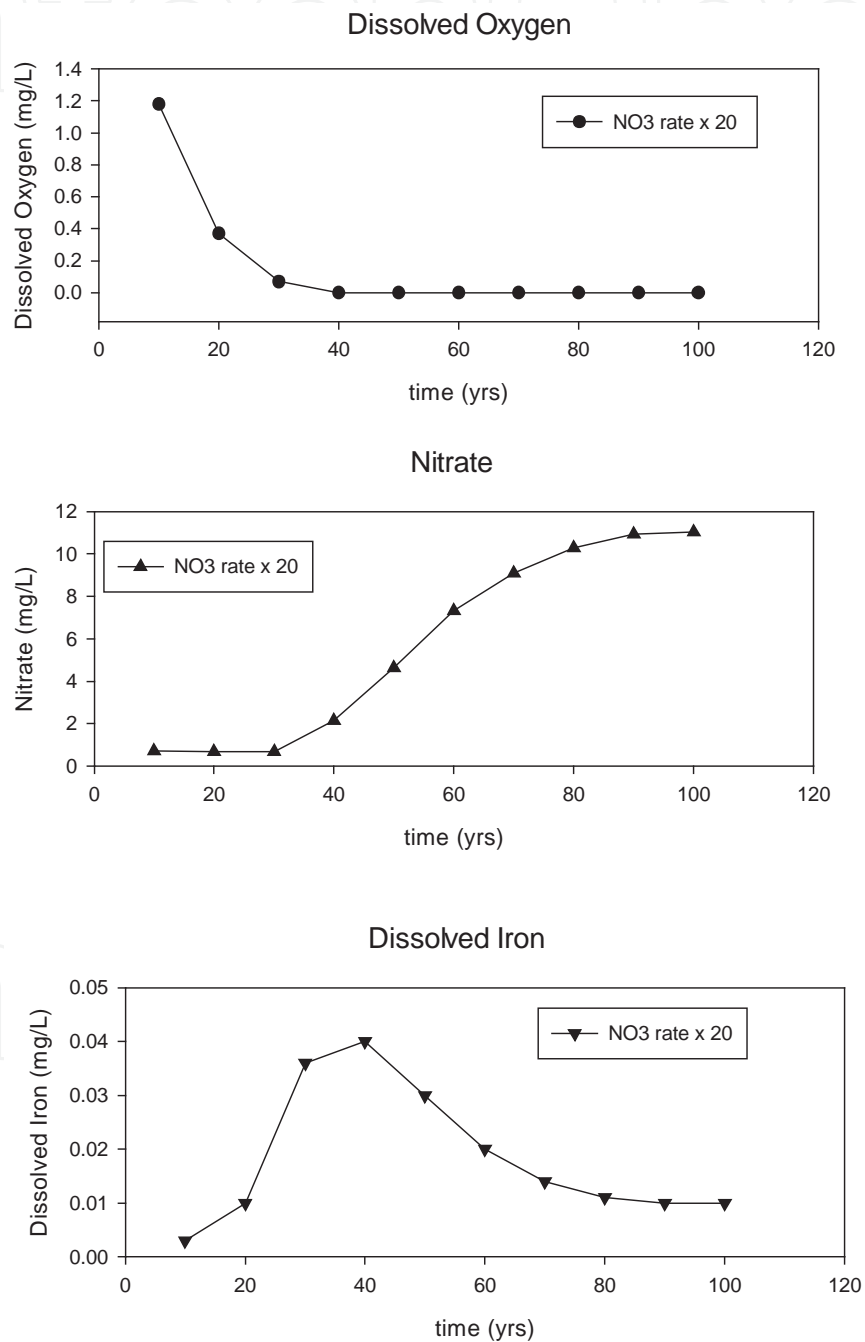 Dissolved Oxygen
1.4
1.2
1.0
0.8
0.6
0.4
0.2
0.0
Dissolved Oxygen (mg/L)
NO3 rate x 20
0 20 40 60 80 100 120
time (yrs)
Nitrate
12
10
8
6
4
2
0
Nitrate (mg/L)
NO3 rate x 20
0 20 40 60 80 100 120
time (yrs)
Dissolved Iron
0.05
0.04
0.03
0.02
0.01
0.00
Dissolved Iron (mg/L)
NO3 rate x 20
0 20 40 60 80 100 120
time (yrs)